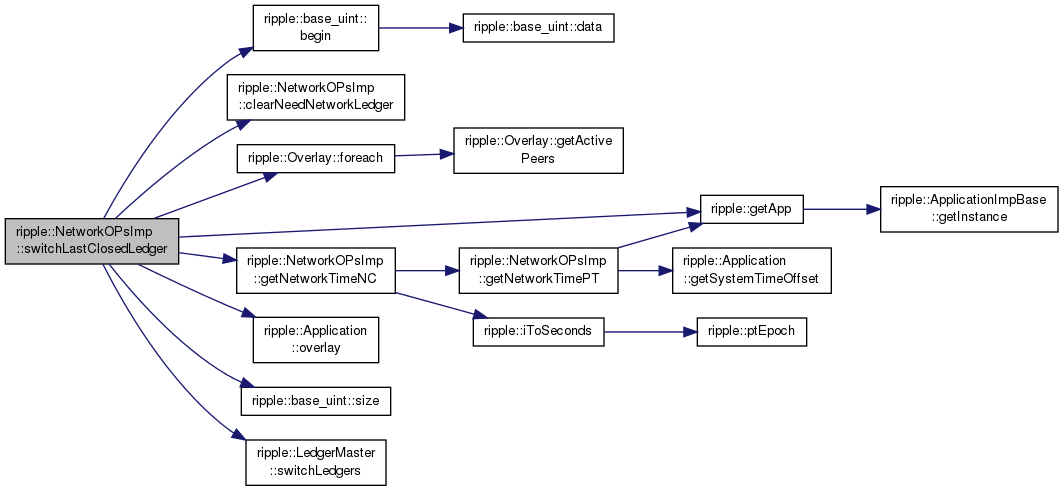 ripple::NetworkOPsImp
::switchLastClosedLedger
ripple::base_uint::
begin
ripple::base_uint::data
ripple::NetworkOPsImp
::clearNeedNetworkLedger
ripple::Overlay::foreach
ripple::Overlay::getActive
Peers
ripple::getApp
ripple::ApplicationImpBase
::getInstance
ripple::NetworkOPsImp
::getNetworkTimeNC
ripple::NetworkOPsImp
::getNetworkTimePT
ripple::Application
::getSystemTimeOffset
ripple::iToSeconds
ripple::ptEpoch
ripple::Application
::overlay
ripple::base_uint::size
ripple::LedgerMaster
::switchLedgers